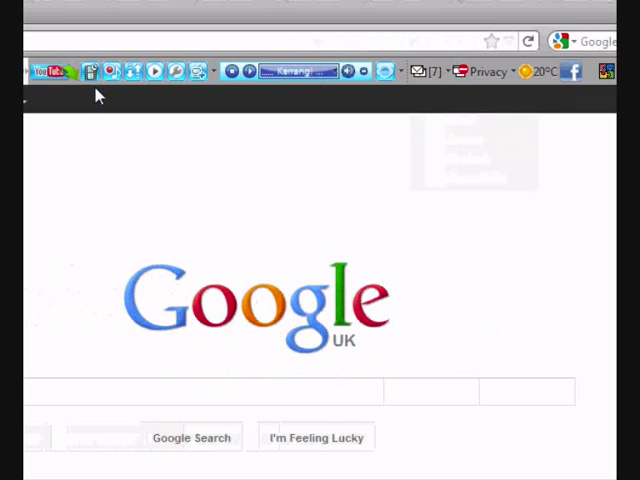 Google
YouTube Kerrang! ... [7] Privacy 20°C f
Google
UK
Google Search I'm Feeling Lucky